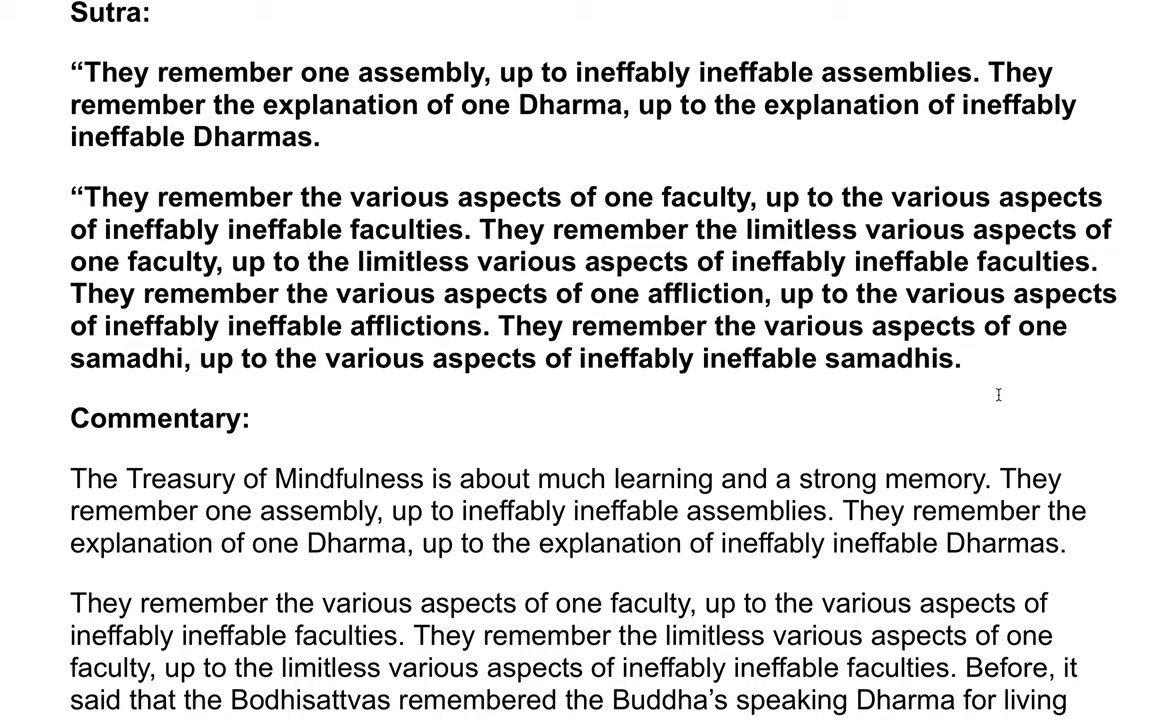 Sutra:
“They remember one assembly, up to ineffably ineffable assemblies. They
remember the explanation of one Dharma, up to the explanation of ineffably
ineffable Dharmas.
“They remember the various aspects of one faculty, up to the various aspects
of ineffably ineffable faculties. They remember the limitless various aspects of
one faculty, up to the limitless various aspects of ineffably ineffable faculties.
They remember the various aspects of one affliction, up to the various aspects
of ineffably ineffable afflictions. They remember the various aspects of one
samadhi, up to the various aspects of ineffably ineffable samadhis.
Commentary:
The Treasury of Mindfulness is about much learning and a strong memory. They
remember one assembly, up to ineffably ineffable assemblies. They remember the
explanation of one Dharma, up to the explanation of ineffably ineffable Dharmas.
They remember the various aspects of one faculty, up to the various aspects of
ineffably ineffable faculties. They remember the limitless various aspects of one
faculty, up to the limitless various aspects of ineffably ineffable faculties. Before, it
said that the Bodhisattvas remembered the Buddha’s speaking Dharma for living